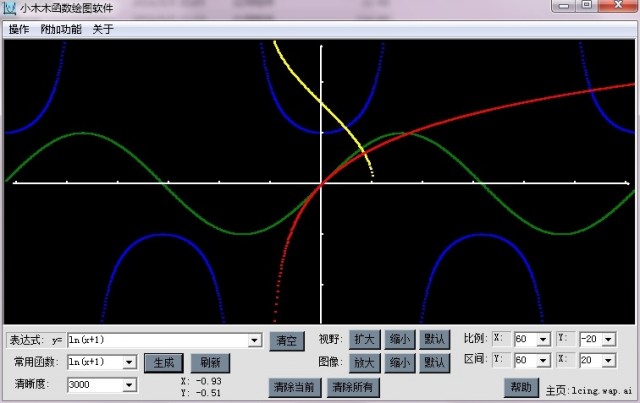 小木木函数绘图软件
操作 附加功能 关于
表达式: y= ln(x+1) 清空 视野: 扩大 缩小 默认 比例: X: 60 Y: -20
常用函数: ln(x+1) 生成 刷新 图像: 放大 缩小 默认 区间: Y: 60 X: 20
清晰度: 3000 X: -0.93 清除当前 清除所有 帮助 主页:lcing.wap.ai
Y: -0.51